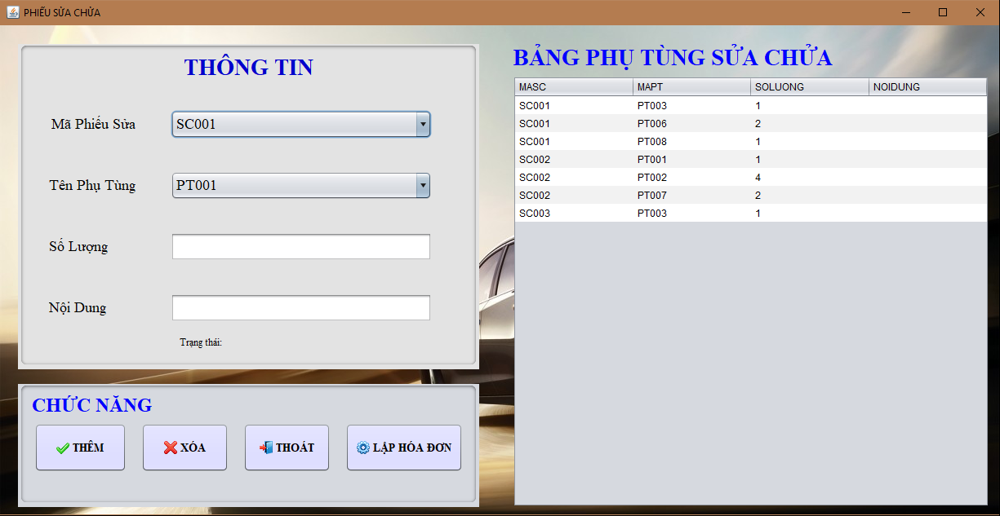 PHIẾU SỬA CHỮA
THÔNG TIN
Mã Phiếu Sửa SC001
Tên Phụ Tùng PT001
Số Lượng
Nội Dung
Trạng thái:
CHỨC NĂNG
THÊM XÓA THOÁT LẬP HÓA ĐƠN
BẢNG PHỤ TÙNG SỬA CHỬA
MASC MAPT SOLUONG NOIDUNG
SC001 PT003 1
SC001 PT006 2
SC001 PT008 1
SC002 PT001 1
SC002 PT002 4
SC002 PT007 2
SC003 PT003 1